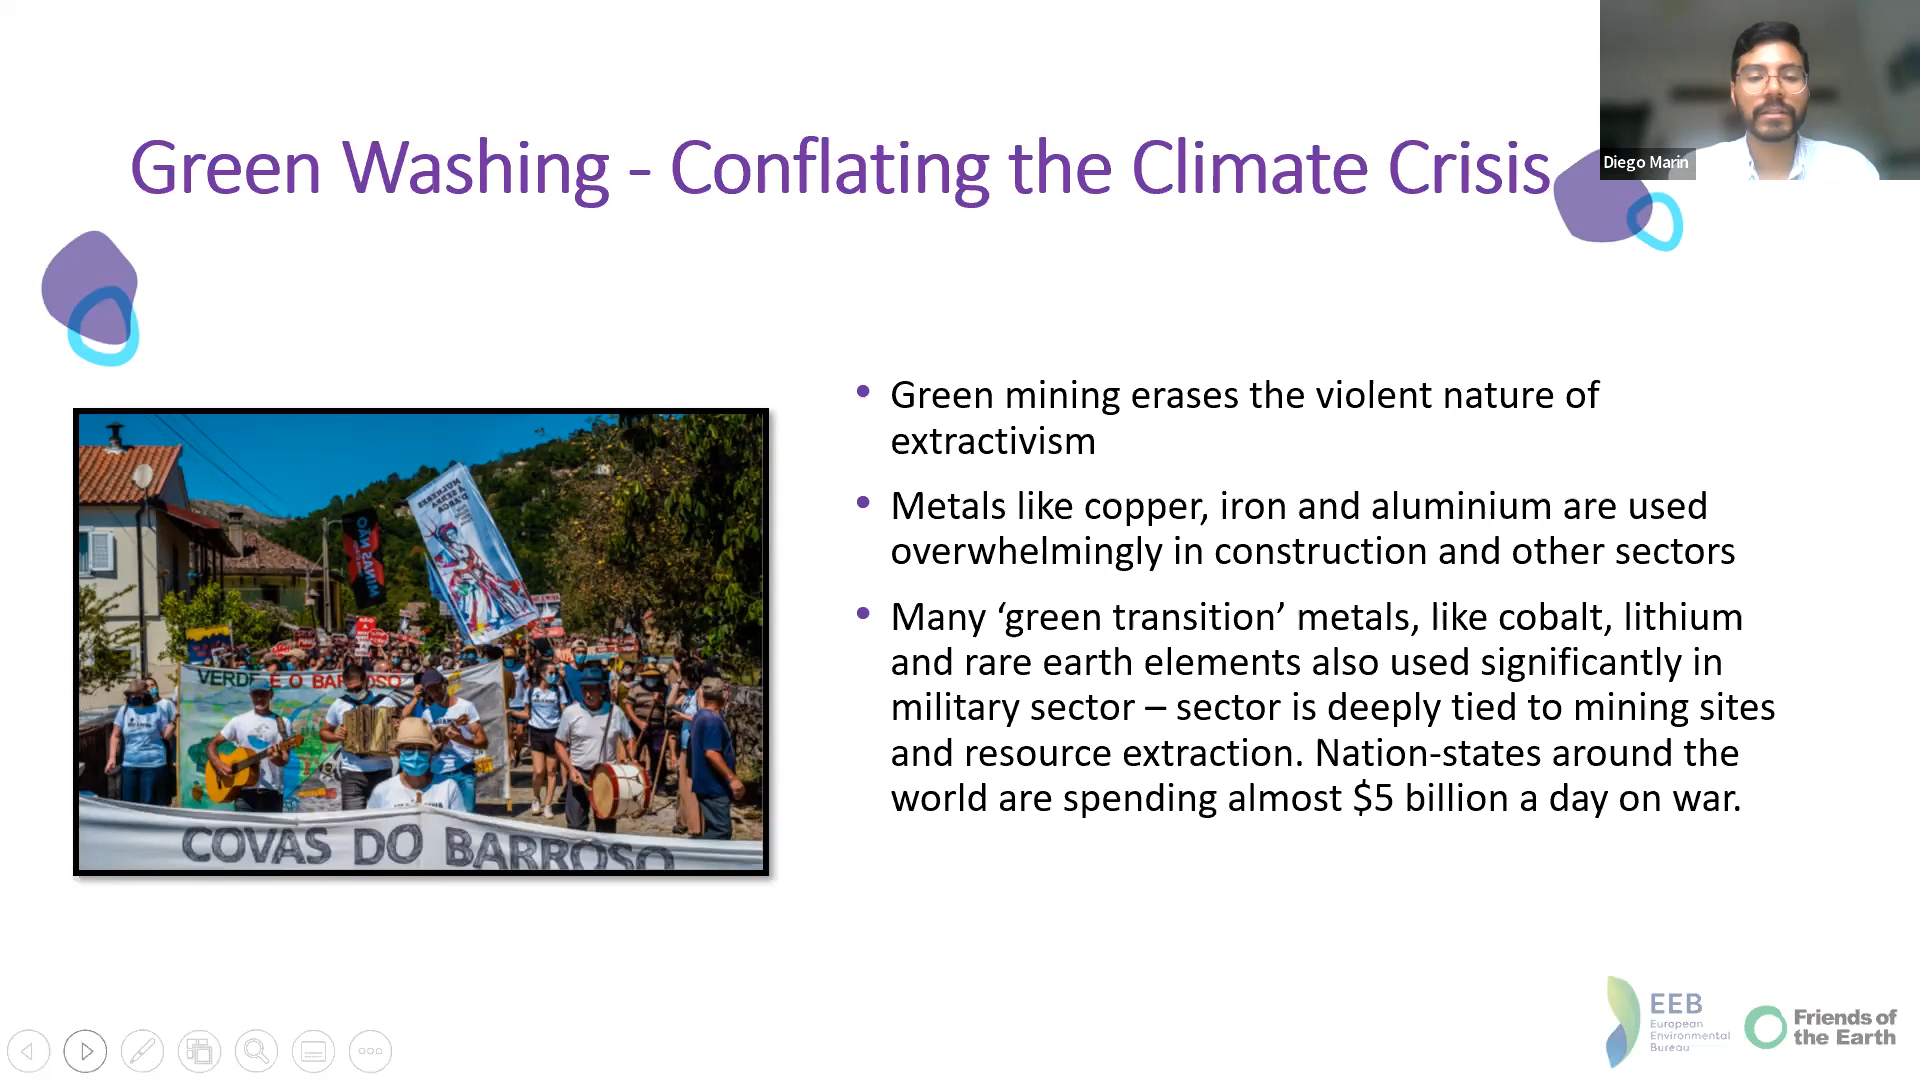 Diego Marin
Green Washing - Conflating the Climate Crisis
• Green mining erases the violent nature of
extractivism
• Metals like copper, iron and aluminium are used
overwhelmingly in construction and other sectors
• Many ‘green transition’ metals, like cobalt, lithium
and rare earth elements also used significantly in
military sector – sector is deeply tied to mining sites
and resource extraction. Nation-states around the
world are spending almost $5 billion a day on war.
VERDE É O BARROSO
COVAS DO BARROSO
EEB
European
Environmental
Bureau
Friends of
the Earth